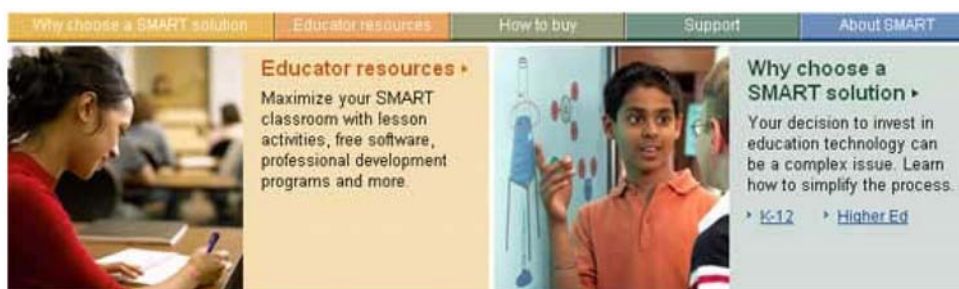 Why choose a SMART solution
Educator resources
How to buy
Support
About SMART
Educator resources ▸
Maximize your SMART
classroom with lesson
activities, free software,
professional development
programs and more.
Why choose a
SMART solution ▸
Your decision to invest in
education technology can
be a complex issue. Learn
how to simplify the process.
▸ K-12 ▸ Higher Ed